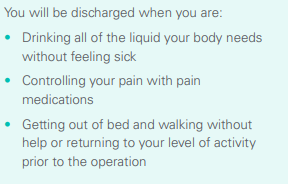 You will be discharged when you are:
• Drinking all of the liquid your body needs
without feeling sick
• Controlling your pain with pain
medications
• Getting out of bed and walking without
help or returning to your level of activity
prior to the operation